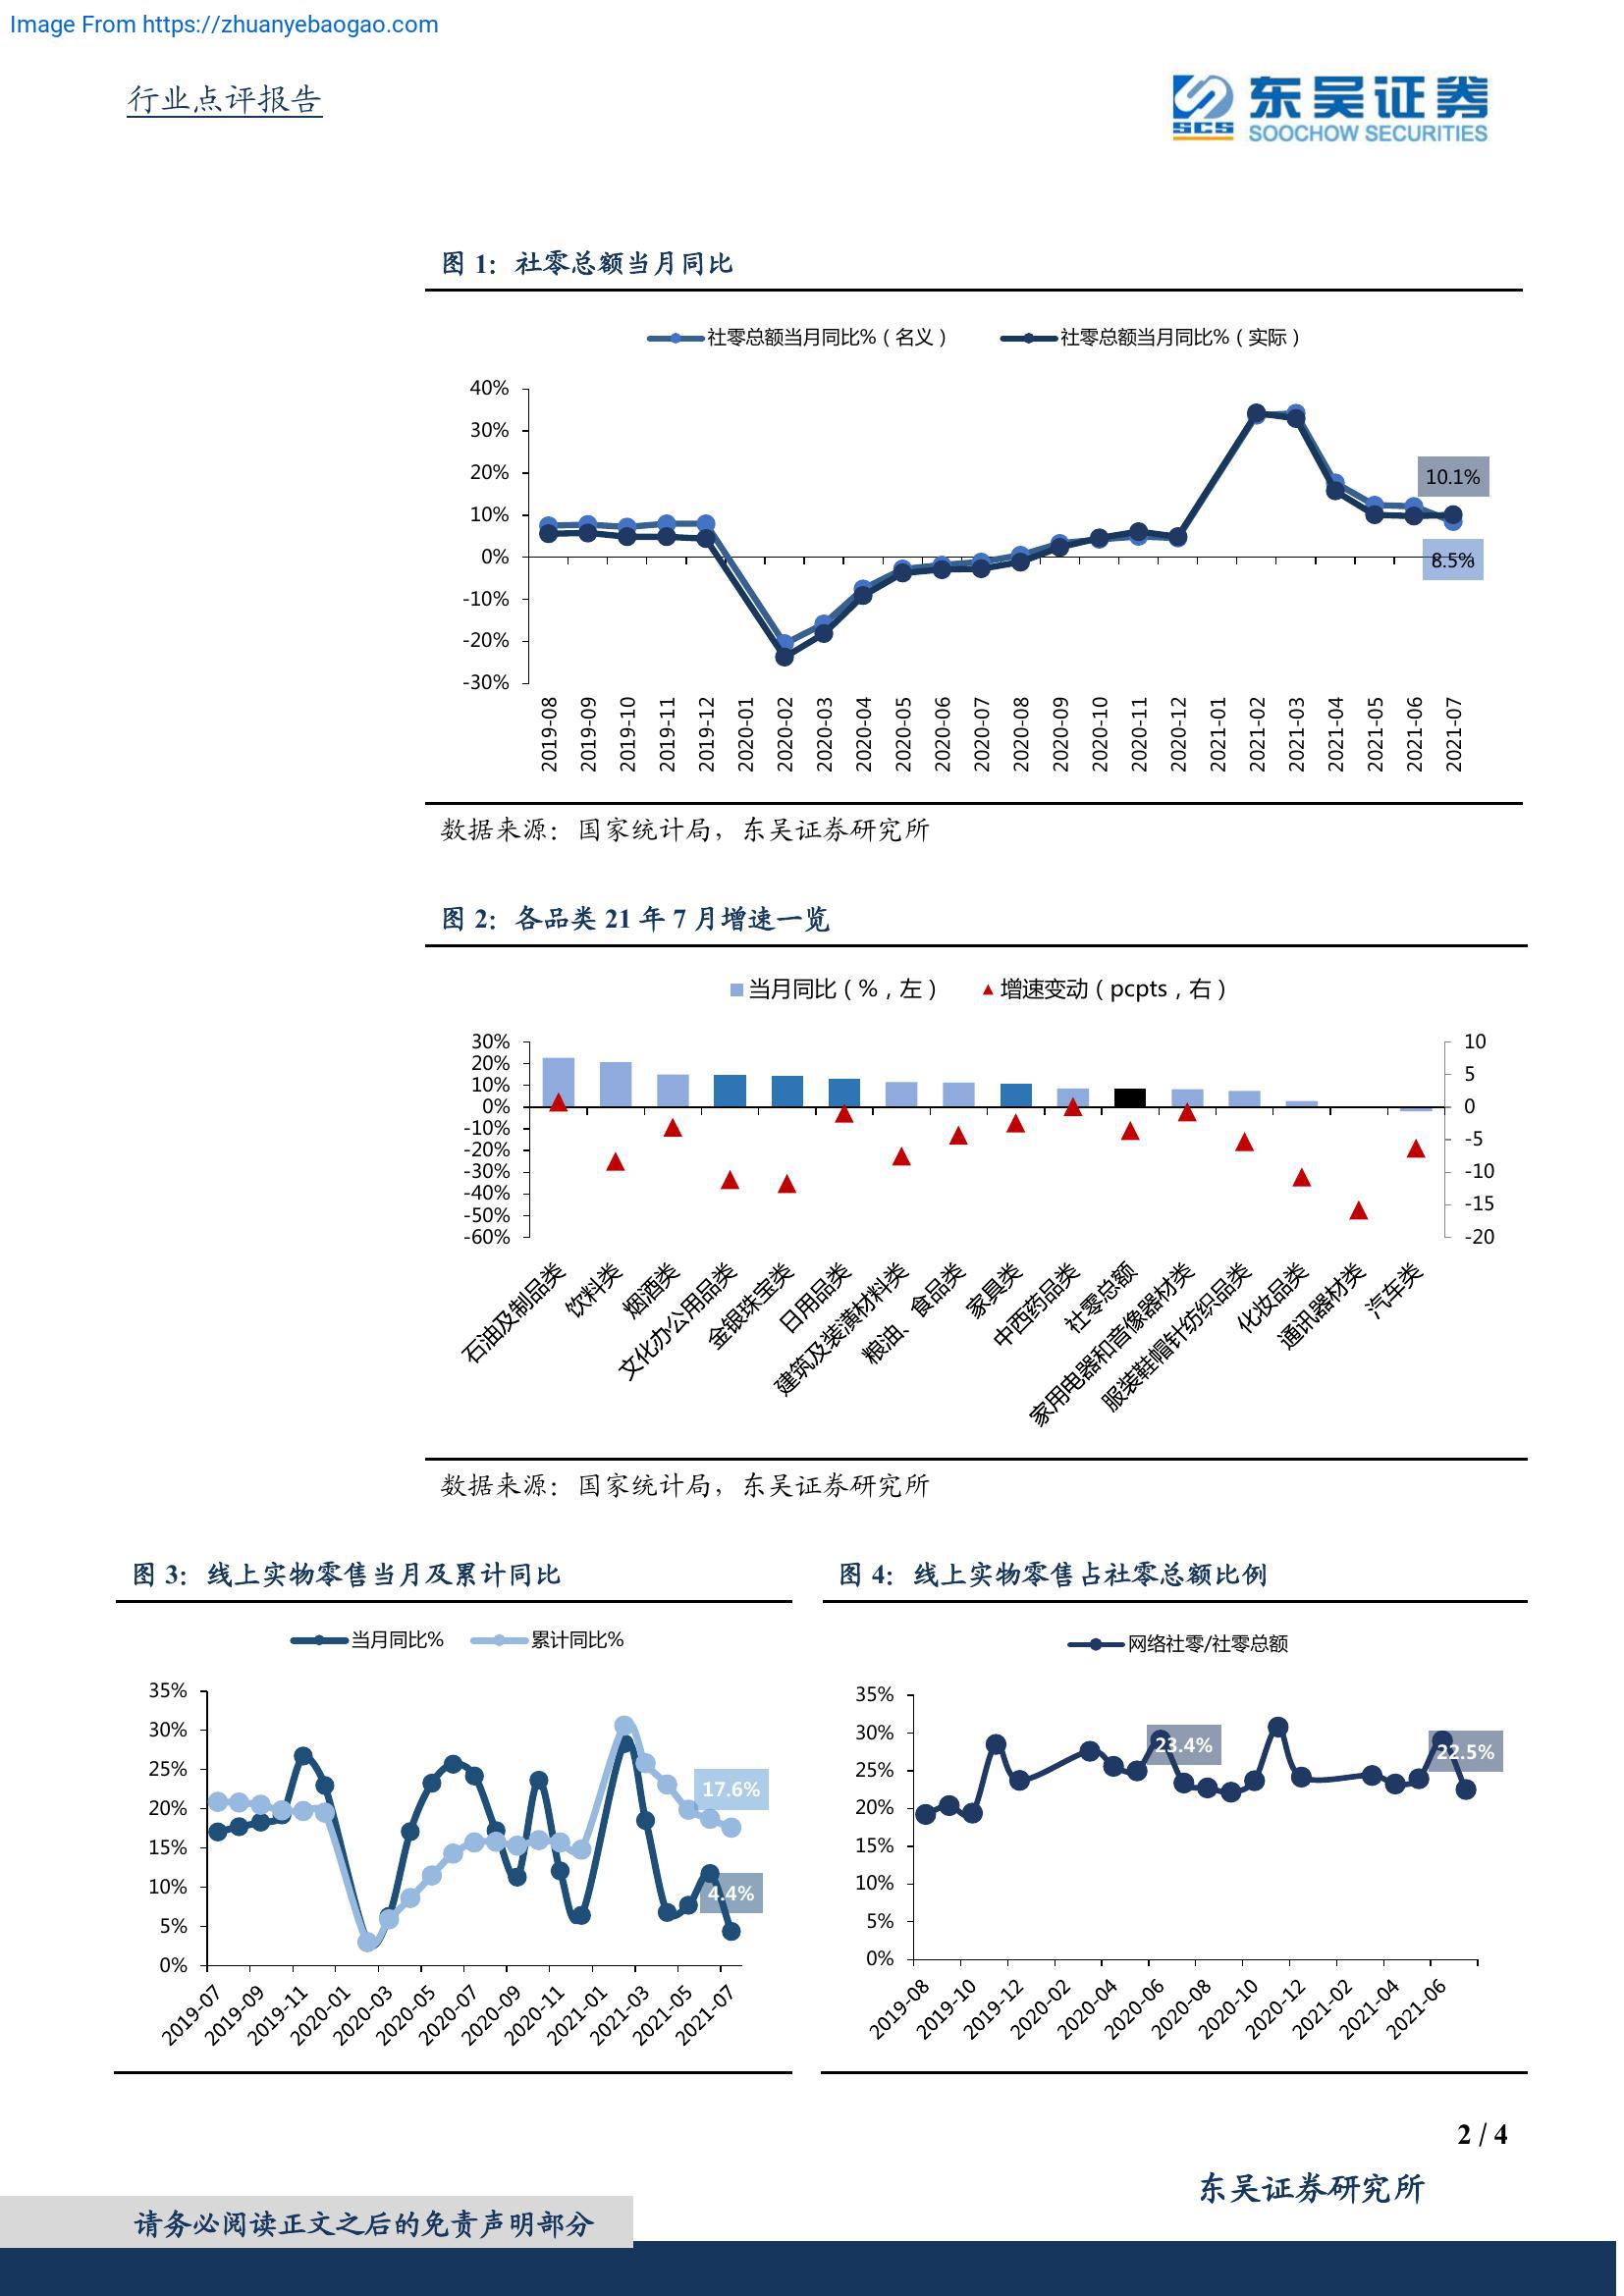 Image From https://zhuanyebaogao.com
行业点评报告
SCS
东吴证券
SOOCHOW SECURITIES
图 1：社零总额当月同比
社零总额当月同比%（名义） 社零总额当月同比%（实际）
40%
30%
20%
10%
0%
-10%
-20%
-30%
10.1%
8.5%
2019-08 2019-09 2019-10 2019-11 2019-12 2020-01 2020-02 2020-03 2020-04 2020-05 2020-06 2020-07 2020-08 2020-09 2020-10 2020-11 2020-12 2021-01 2021-02 2021-03 2021-04 2021-05 2021-06 2021-07
数据来源：国家统计局，东吴证券研究所
图 2：各品类 21 年 7 月增速一览
当月同比（%，左） 增速变动（pcpts，右）
30%
20%
10%
0%
-10%
-20%
-30%
-40%
-50%
-60%
10
5
0
-5
-10
-15
-20
石油及制品类 饮料类 烟酒类 文化办公用品类 金银珠宝类 日用品类 建筑及装潢材料类 粮油、食品类 家具类 中西药品类 社零总额 家用电器和音像器材类 服装鞋帽针纺织品类 化妆品类 通讯器材类 汽车类
数据来源：国家统计局，东吴证券研究所
图 3：线上实物零售当月及累计同比
当月同比% 累计同比%
35%
30%
25%
20%
15%
10%
5%
0%
17.6%
4.4%
2019-07 2019-09 2019-11 2020-01 2020-03 2020-05 2020-07 2020-09 2020-11 2021-01 2021-03 2021-05 2021-07
图 4：线上实物零售占社零总额比例
网络社零/社零总额
35%
30%
25%
20%
15%
10%
5%
0%
23.4%
22.5%
2019-08 2019-10 2019-12 2020-02 2020-04 2020-06 2020-08 2020-10 2020-12 2021-02 2021-04 2021-06
2 / 4
东吴证券研究所
请务必阅读正文之后的免责声明部分